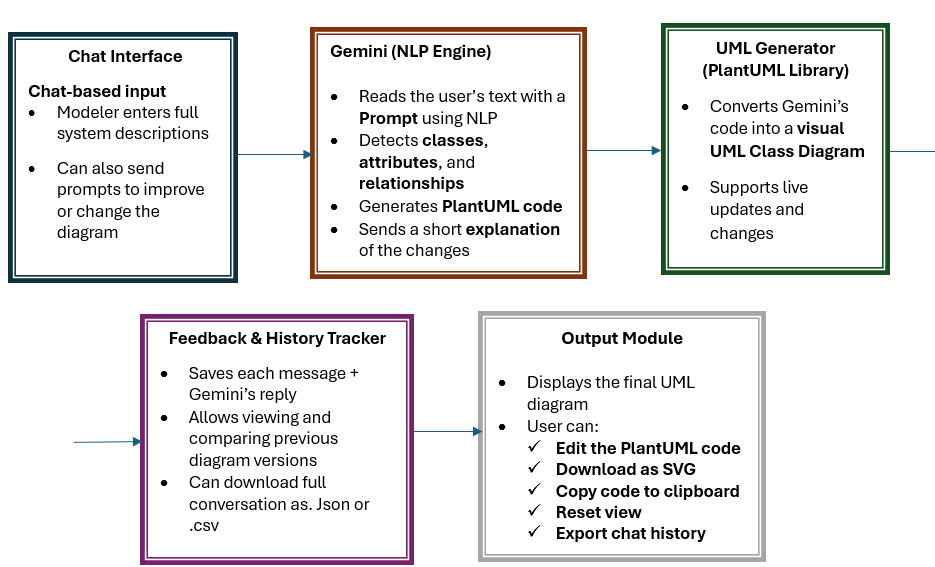 Chat Interface
Chat-based input
● Modeler enters full
system descriptions
● Can also send
prompts to improve
or change the
diagram
Gemini (NLP Engine)
● Reads the user’s text with a
Prompt using NLP
● Detects classes,
attributes, and
relationships
● Generates PlantUML code
● Sends a short explanation
of the changes
UML Generator
(PlantUML Library)
● Converts Gemini’s
code into a visual
UML Class Diagram
● Supports live
updates and
changes
Feedback & History Tracker
● Saves each message +
Gemini’s reply
● Allows viewing and
comparing previous
diagram versions
● Can download full
conversation as. Json or
.csv
Output Module
● Displays the final UML
diagram
● User can:
✓ Edit the PlantUML code
✓ Download as SVG
✓ Copy code to clipboard
✓ Reset view
✓ Export chat history